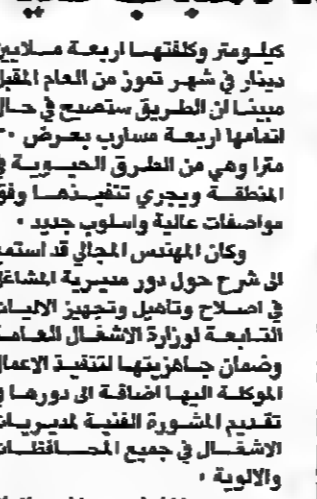 كيلومتر وكلفتها اربعة ملايين
دينار في شهر تموز من العام المقبل
مبينا ان الطريق ستصبح في حال
اتمامها اربعة مسارب بعرض
مترا وهي من الطرق الحيوية في
المنطقة ويجري تنفيذها وفق
مواصفات عالية واسلوب جديد ٠
وكان المهندس المجالي قد استمع
الى شرح حول دور مديرية المشاغل
في اصلاح وتاهيل وتجهيز الاليات
التابعة لوزارة الاشغال العامة
وضمان جاهزيتها لتنفيذ الاعمال
الموكلة اليها اضافة الى دورها في
تقديم المشورة الفنية لمديريات
الاشغال في جميع المحافظات
والالوية ٠